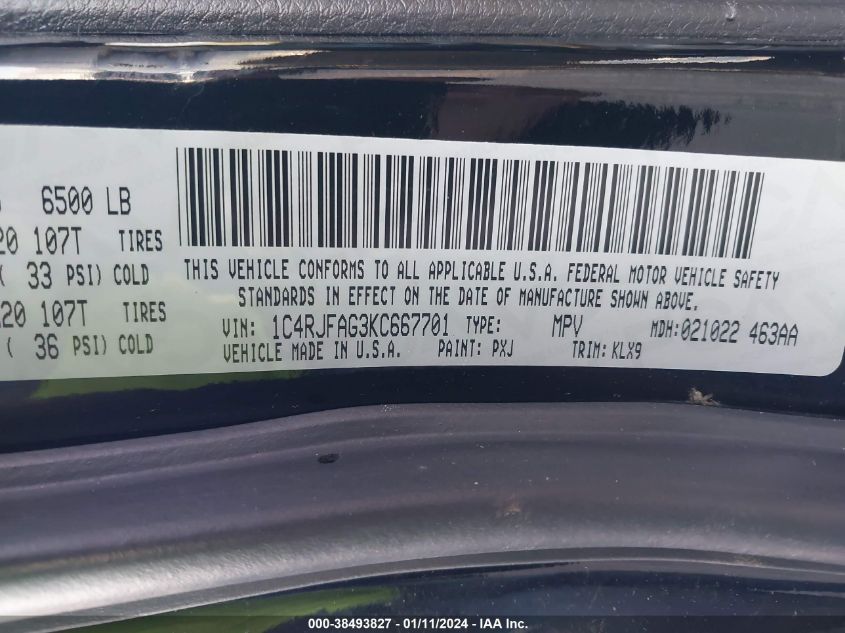 6500 LB
20 107T TIRES
( 33 PSI) COLD
20 107T TIRES
( 36 PSI) COLD
THIS VEHICLE CONFORMS TO ALL APPLICABLE U.S.A. FEDERAL MOTOR VEHICLE SAFETY
STANDARDS IN EFFECT ON THE DATE OF MANUFACTURE SHOWN ABOVE.
VIN: 1C4RJFAG3KC667701 TYPE: MPV MDH:021022 463AA
VEHICLE MADE IN U.S.A. PAINT: PXJ TRIM: KLX9
000-38493827 - 01/11/2024 - IAA Inc.